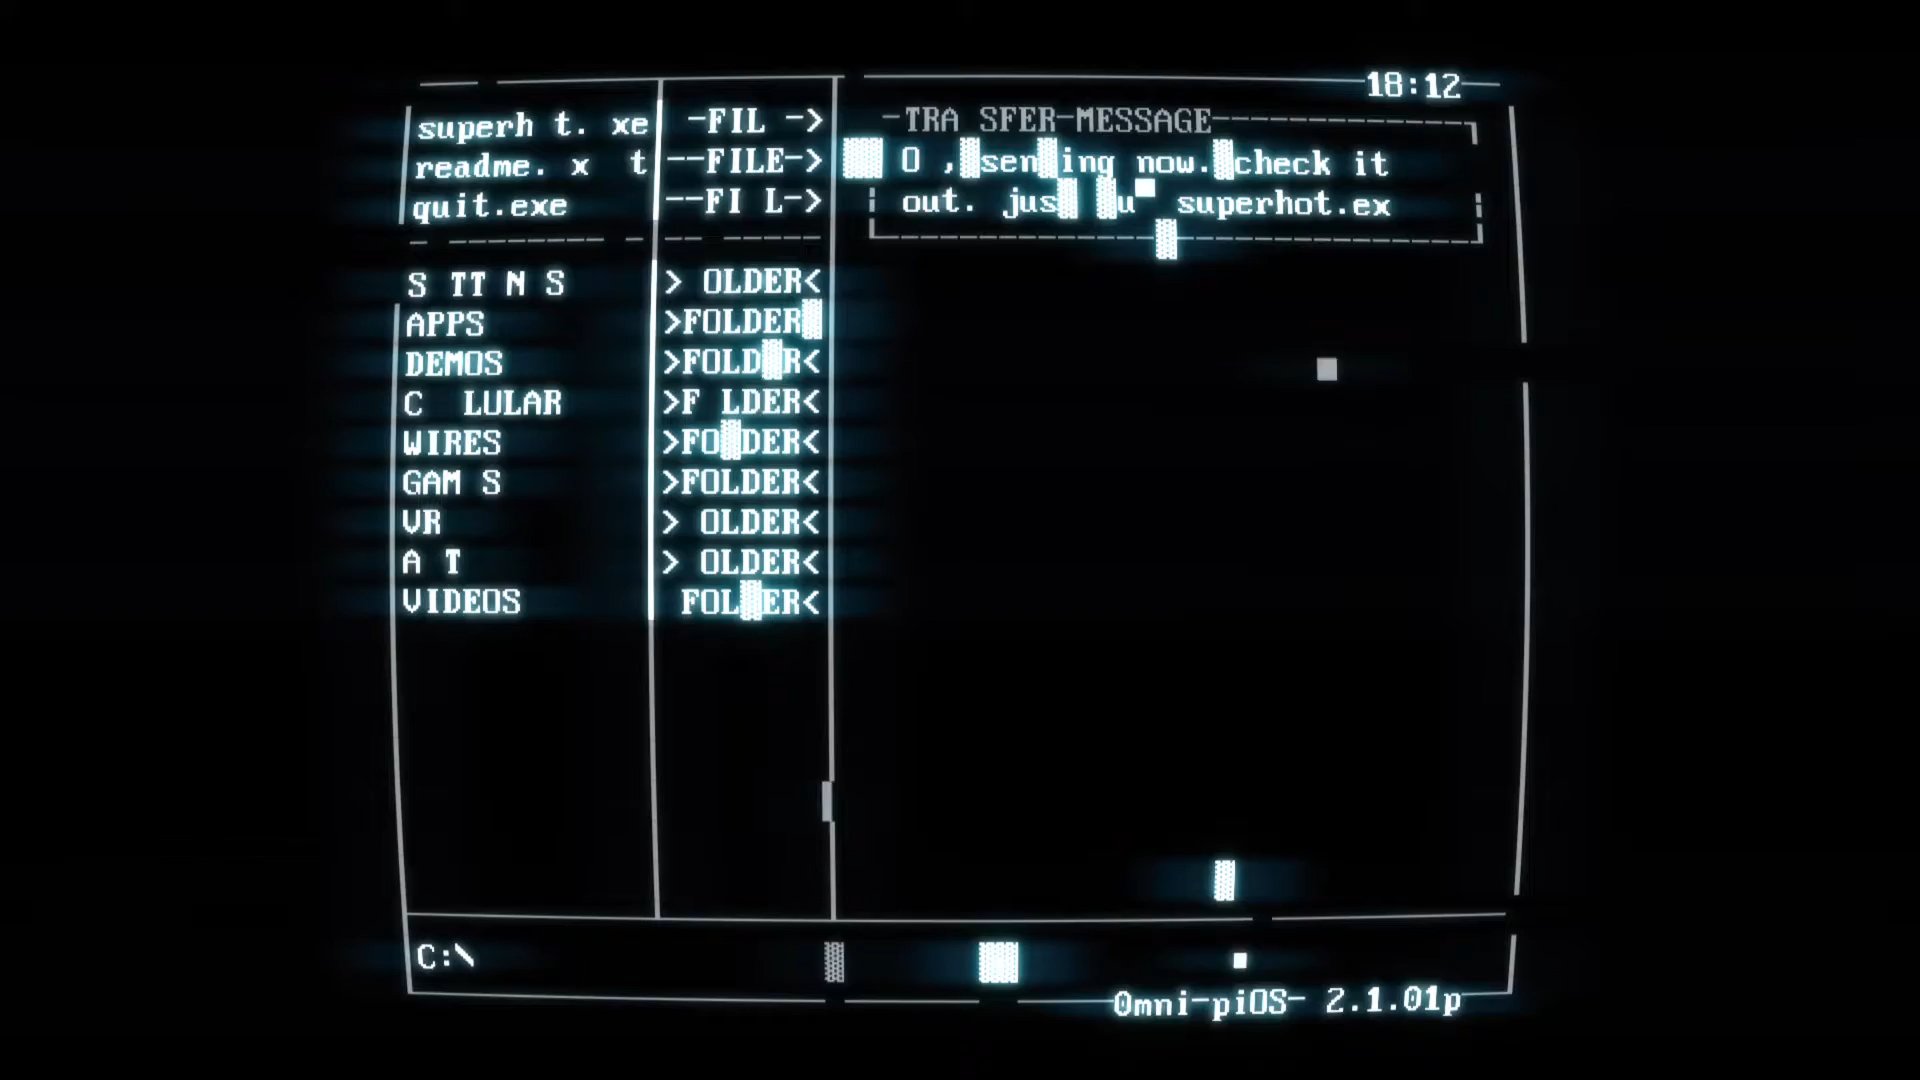 18:12
superh t. xe -FIL ->
readme. x t --FILE->
quit.exe --FI L->
-TRA SFER-MESSAGE
O , sen ing now. check it
out. jus u superhot.ex
S TT N S > OLDER<
APPS >FOLDER
DEMOS >FOLD R<
C LULAR >F LDER<
WIRES >FO DER<
GAM S >FOLDER<
VR > OLDER<
A T > OLDER<
VIDEOS FOL ER<
C:\
Omni-piOS- 2.1.01p